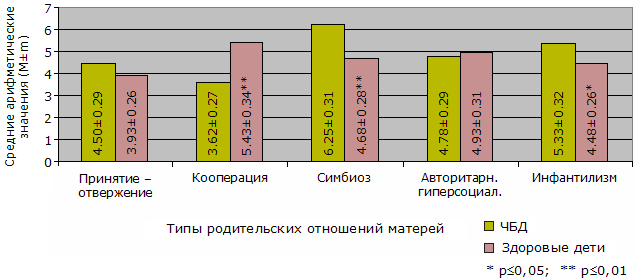 Средние арифметические
значения (M±m)
7
6
5
4
3
2
1
0
4.50±0.29
3.93±0.26
3.62±0.27
5.43±0.34**
6.25±0.31
4.68±0.28**
4.78±0.29
4.93±0.31
5.33±0.32
4.48±0.26*
Принятие –
отвержение
Кооперация
Симбиоз
Авторитарн.
гиперсоциал.
Инфантилизм
Типы родительских отношений матерей
ЧБД
Здоровые дети
* p≤0,05; ** p≤0,01